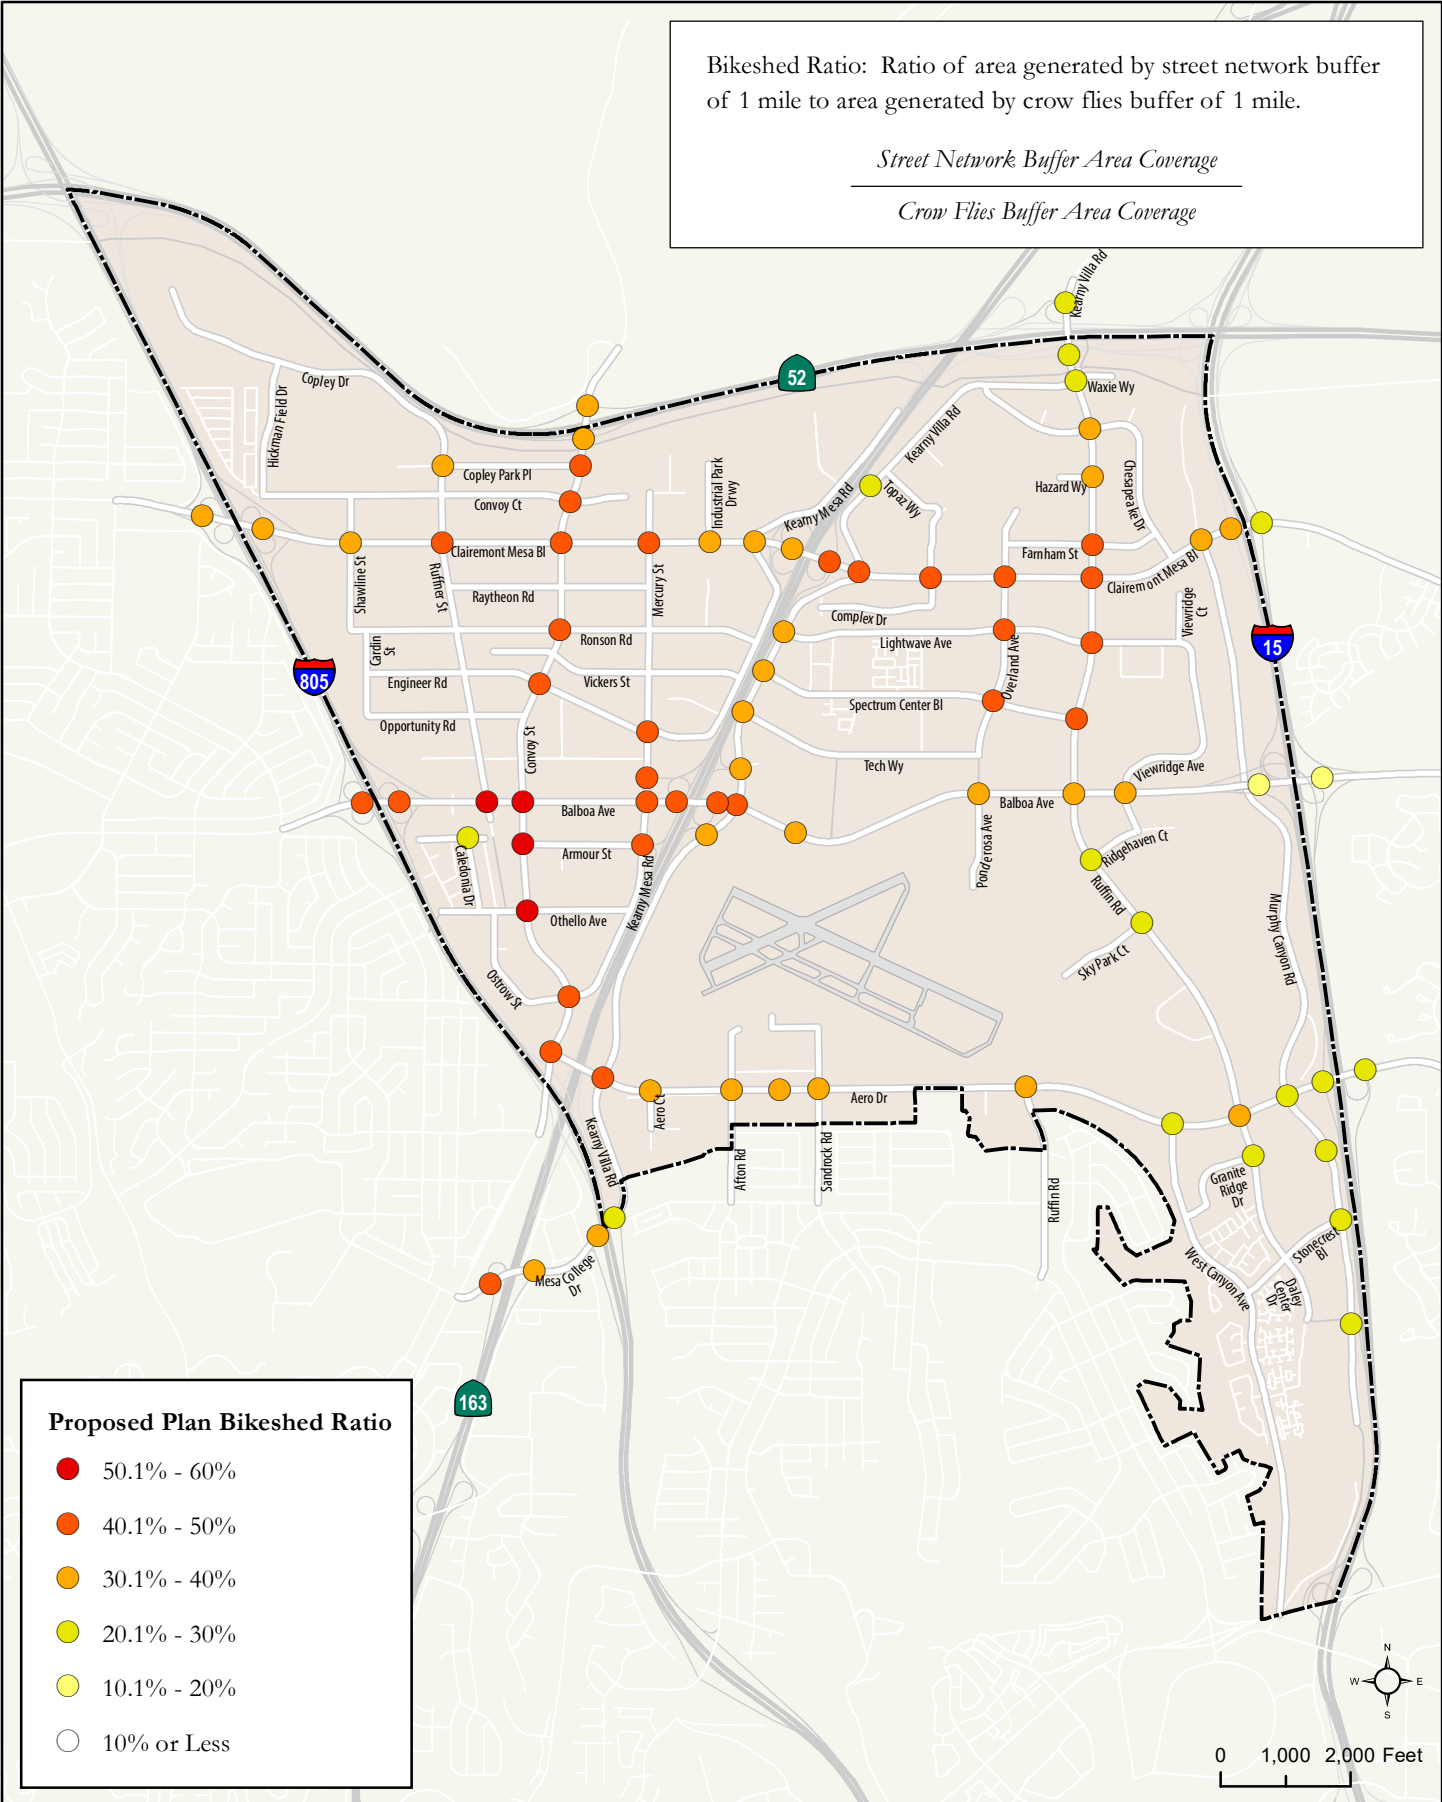 Bikeshed Ratio: Ratio of area generated by street network buffer
of 1 mile to area generated by crow flies buffer of 1 mile.
Street Network Buffer Area Coverage
Crow Flies Buffer Area Coverage
Kearny Villa Rd
52
Copley Dr
Hickman Field Dr
Waxie Wy
Kearny Villa Rd
Copley Park Pl
Convoy Ct
Industrial Park
Drwy
Kearny Mesa Rd
Topaz Wy
Hazard Wy
Chesapeake Dr
Clairemont Mesa Bl
Farnham St
Clairemont Mesa Bl
Shawline St
Ruffner St
Raytheon Rd
Mercury St
Complex Dr
Viewridge
Ct
Cardin
St
Ronson Rd
Lightwave Ave
Overland Ave
15
805
Engineer Rd
Vickers St
Spectrum Center Bl
Opportunity Rd
Convoy St
Tech Wy
Viewridge Ave
Balboa Ave
Balboa Ave
Caledonia Dr
Armour St
Ponderosa Ave
Ridgehaven Ct
Ruffin Rd
Kearny Mesa Rd
Othello Ave
Murphy Canyon Rd
Sky Park Ct
Ostrow St
Aero Ct
Aero Dr
Kearny Villa Rd
Afton Rd
Sandrock Rd
Ruffin Rd
Granite
Ridge
Dr
Stonecrest
Bl
West Canyon Ave
Daley
Center
Dr
Mesa College
Dr
163
Proposed Plan Bikeshed Ratio
50.1% - 60%
40.1% - 50%
30.1% - 40%
20.1% - 30%
10.1% - 20%
10% or Less
N
W E
S
0 1,000 2,000 Feet